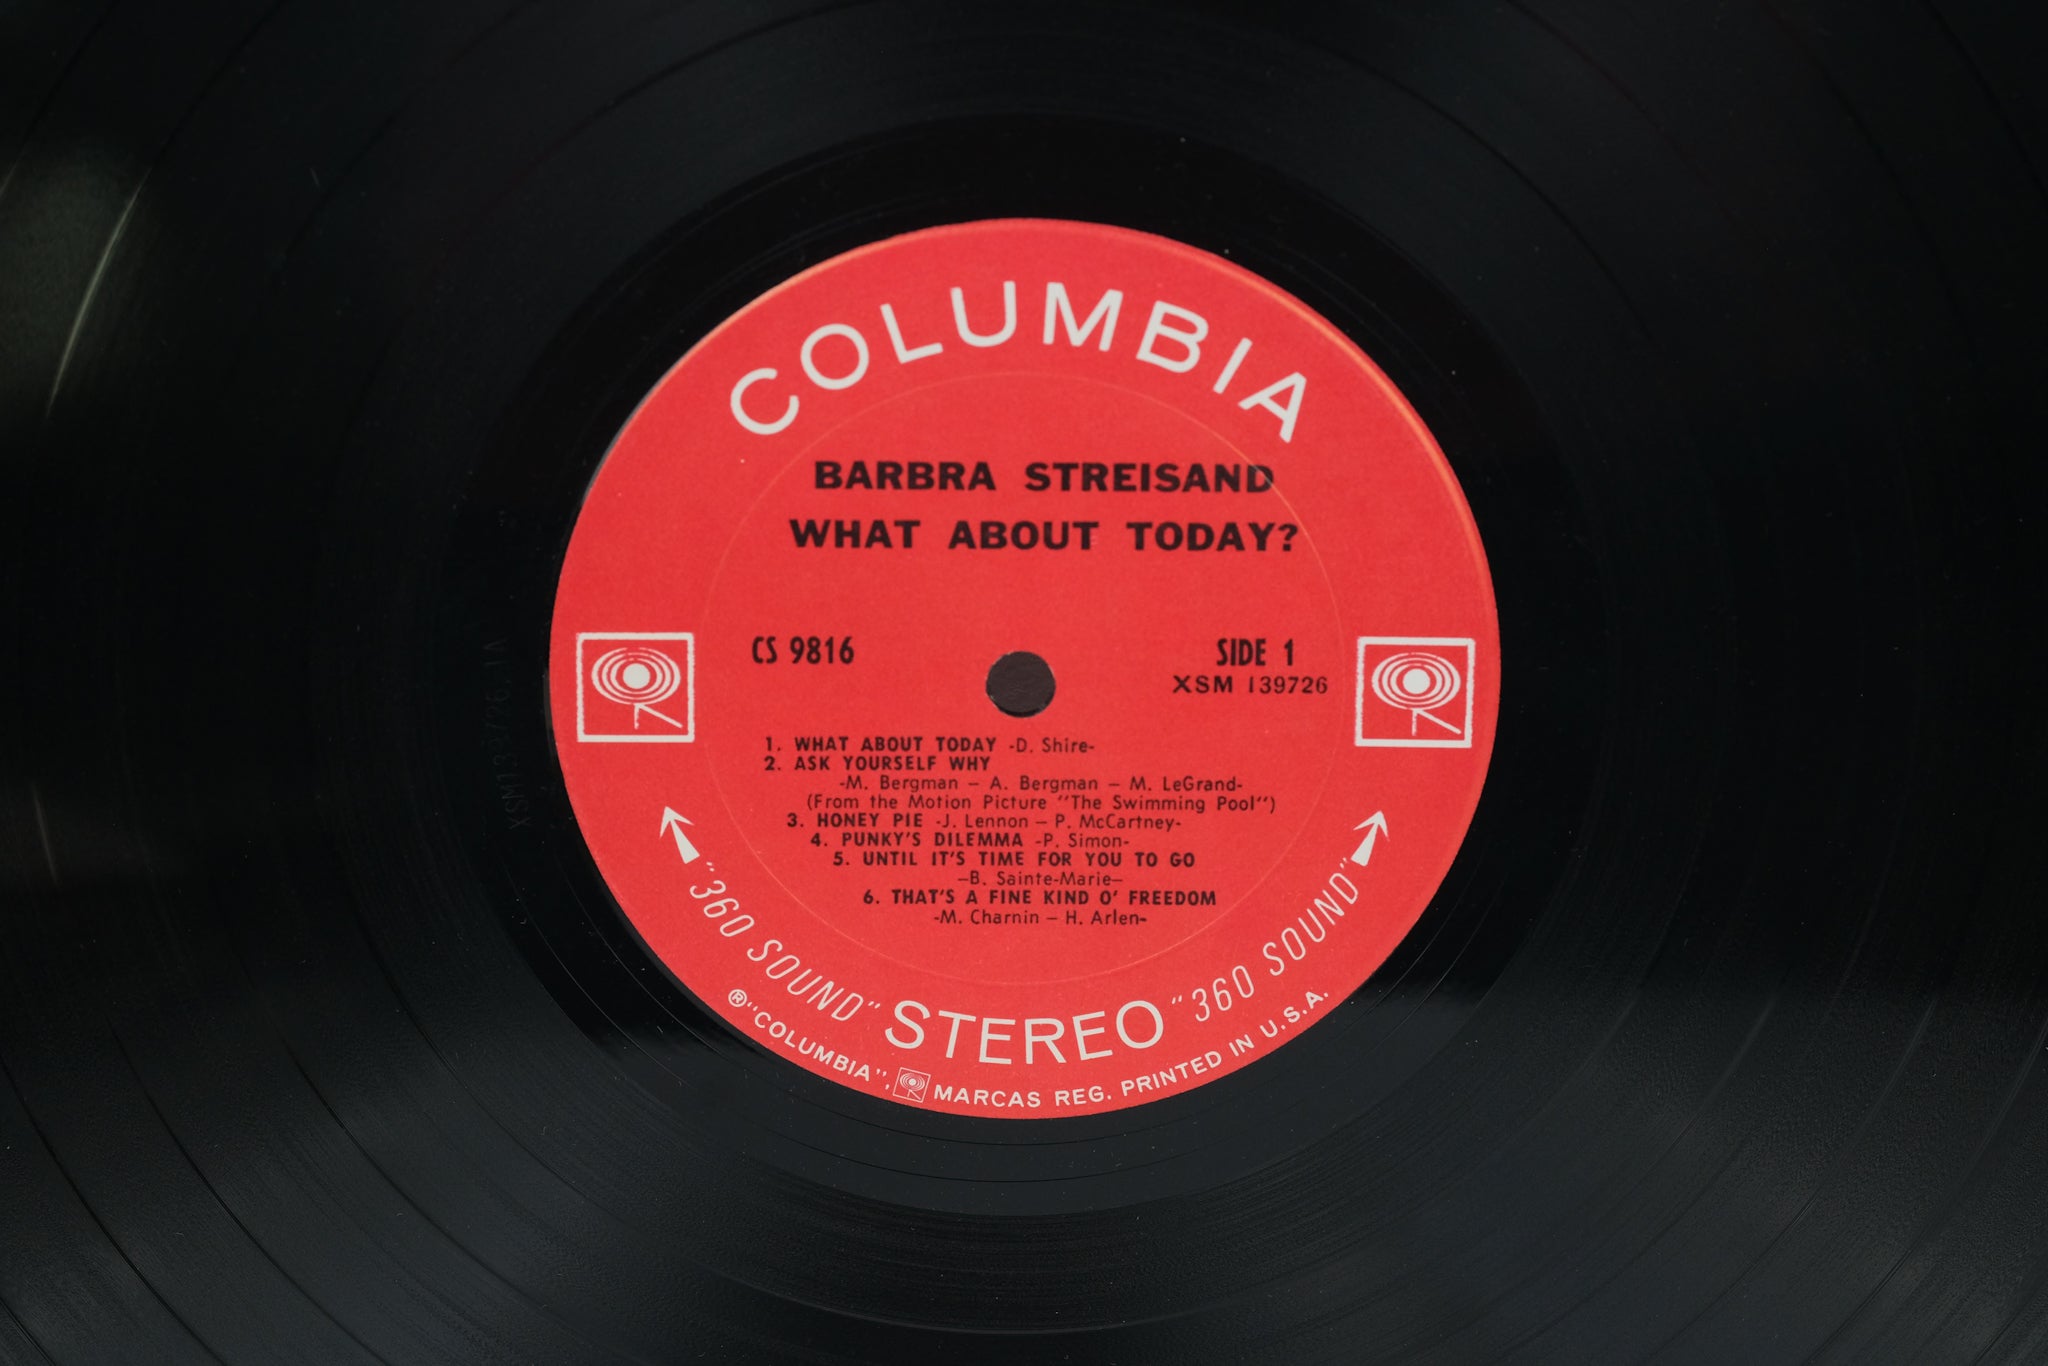 COLUMBIA
BARBRA STREISAND
WHAT ABOUT TODAY?
CS 9816
SIDE 1
XSM 139726
1. WHAT ABOUT TODAY -D. Shire-
2. ASK YOURSELF WHY
-M. Bergman – A. Bergman – M. LeGrand-
(From the Motion Picture "The Swimming Pool")
3. HONEY PIE -J. Lennon – P. McCartney-
4. PUNKY'S DILEMMA -P. Simon-
5. UNTIL IT'S TIME FOR YOU TO GO
–B. Sainte-Marie–
6. THAT'S A FINE KIND O' FREEDOM
-M. Charnin – H. Arlen-
"360 SOUND" STEREO "360 SOUND"
® "COLUMBIA", MARCAS REG. PRINTED IN U.S.A.